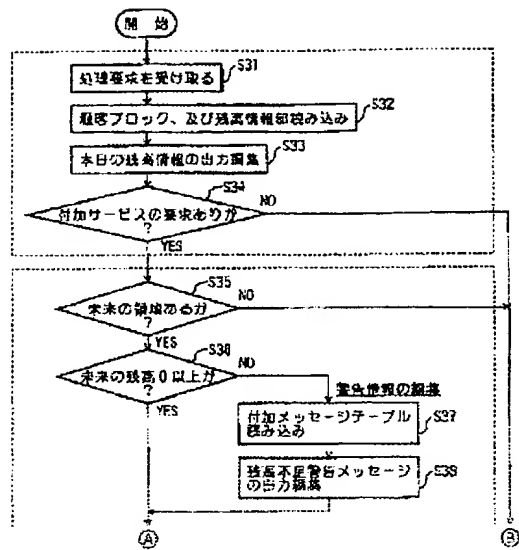 開 始
処理要求を受け取る
S31
顧客ブロック、及び残高情報部読み込み
S32
本日の残高情報の出力編集
S33
S34
付加サービスの要求ありか
?
NO
YES
S35
未来の領域あるか
?
NO
YES
S36
未来の残高0以上か
?
NO
YES
警告情報の編集
付加メッセージテーブル
読み込み
S37
残高不足警告メッセージ
の出力編集
S38
A
B